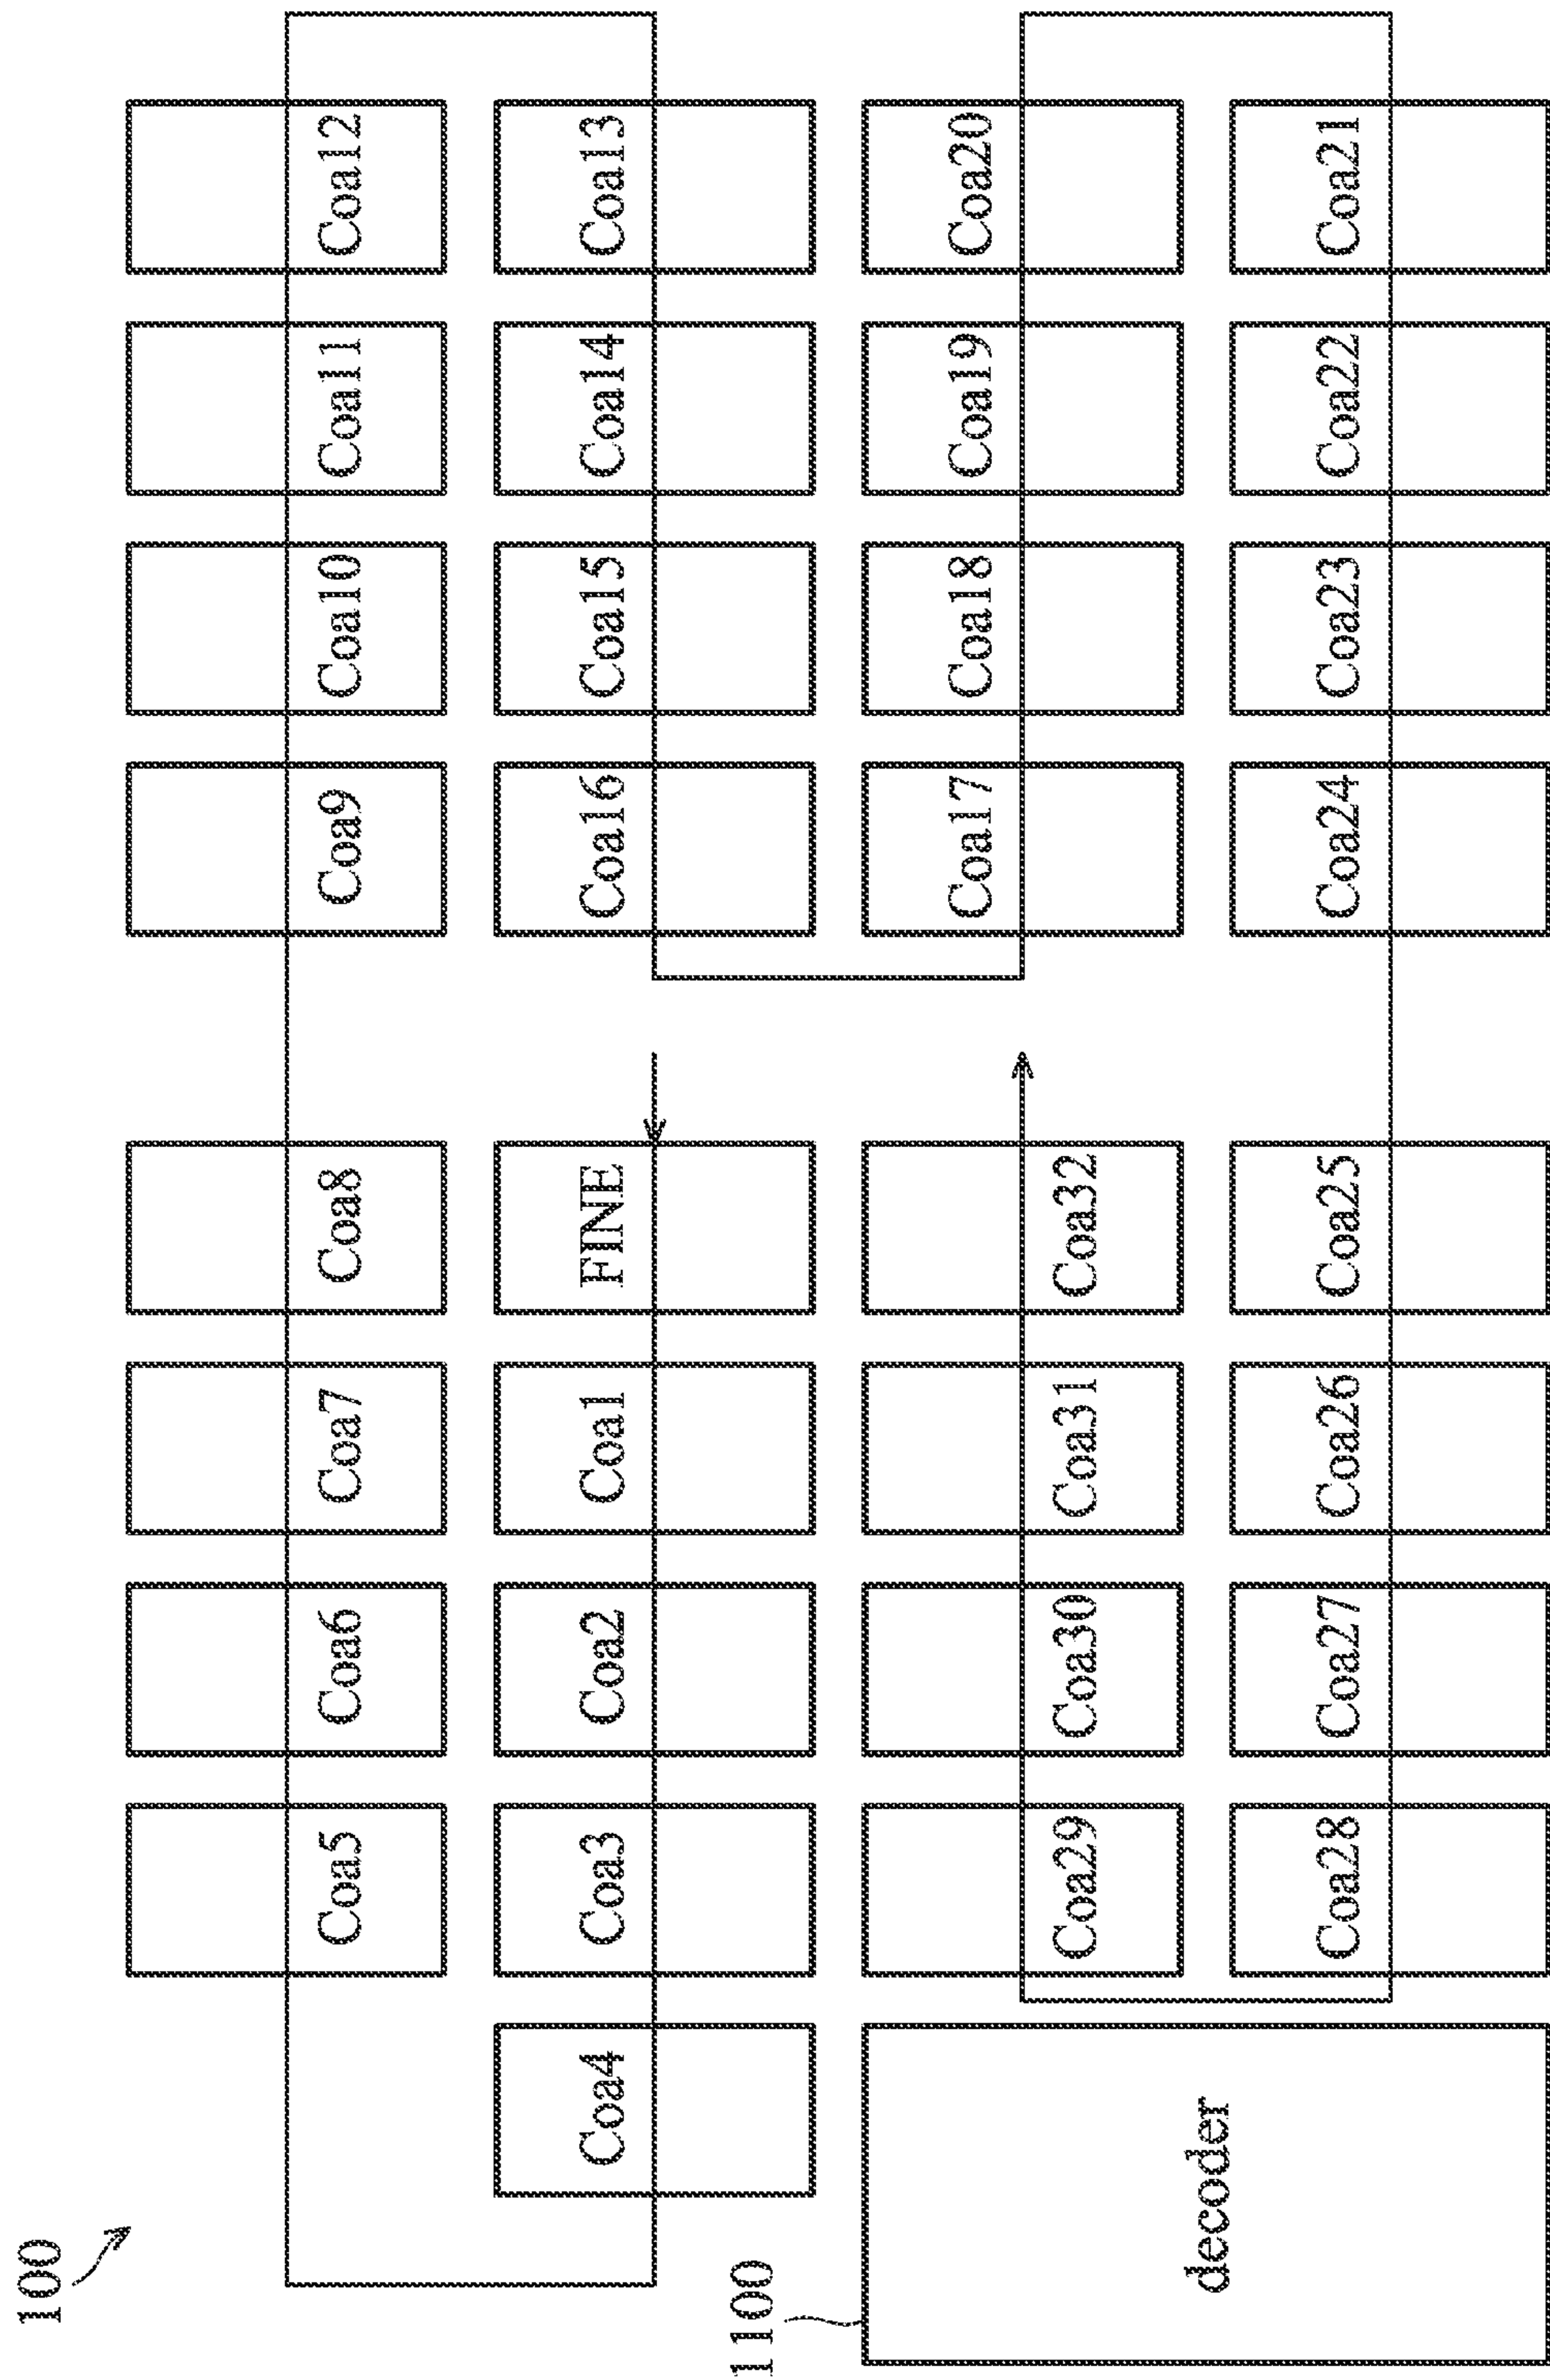 100
Coa5 Coa6 Coa7 Coa8 Coa9 Coa10 Coa11 Coa12
Coa4 Coa3 Coa2 Coa1 FINE Coa16 Coa15 Coa14 Coa13
1100
Coa29 Coa30 Coa31 Coa32 Coa17 Coa18 Coa19 Coa20
decoder
Coa28 Coa27 Coa26 Coa25 Coa24 Coa23 Coa22 Coa21